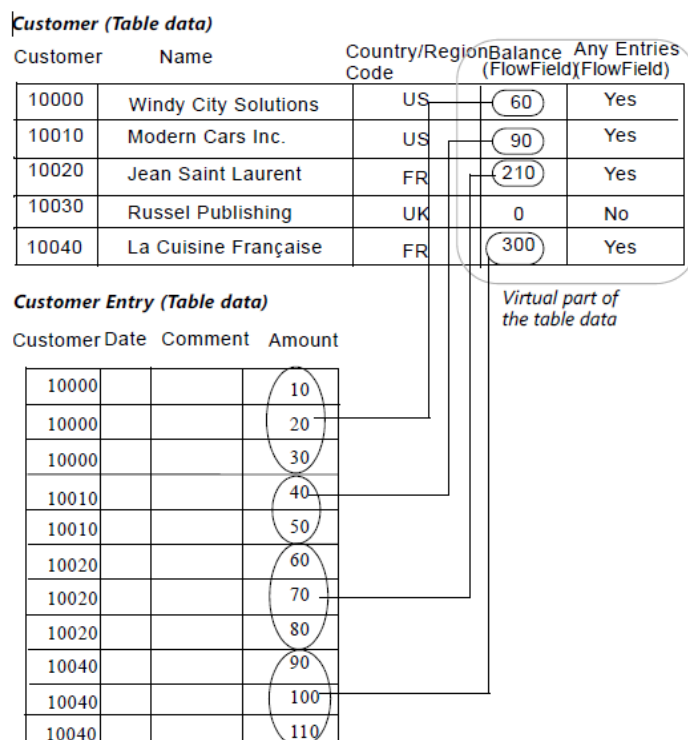 Customer (Table data)
Customer Name Country/Region Code Balance (FlowField) Any Entries (FlowField)
10000 Windy City Solutions US 60 Yes
10010 Modern Cars Inc. US 90 Yes
10020 Jean Saint Laurent FR 210 Yes
10030 Russel Publishing UK 0 No
10040 La Cuisine Française FR 300 Yes
Virtual part of
the table data
Customer Entry (Table data)
Customer Date Comment Amount
10000 10
10000 20
10000 30
10010 40
10010 50
10020 60
10020 70
10020 80
10040 90
10040 100
10040 110